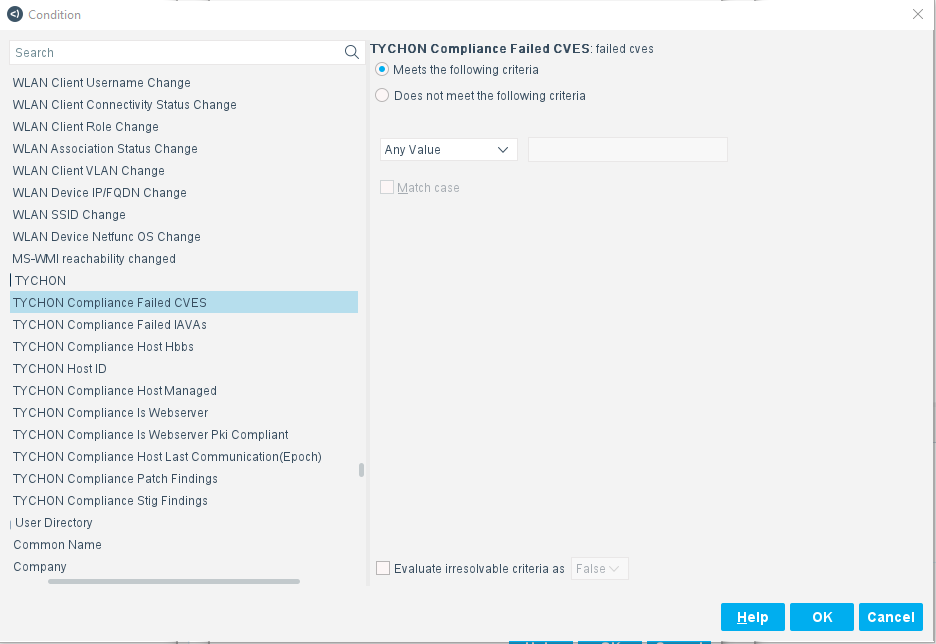 Condition
Search
WLAN Client Username Change
WLAN Client Connectivity Status Change
WLAN Client Role Change
WLAN Association Status Change
WLAN Client VLAN Change
WLAN Device IP/FQDN Change
WLAN SSID Change
WLAN Device Netfunc OS Change
MS-WMI reachability changed
TYCHON
TYCHON Compliance Failed CVES
TYCHON Compliance Failed IAVAs
TYCHON Compliance Host Hbbs
TYCHON Host ID
TYCHON Compliance Host Managed
TYCHON Compliance Is Webserver
TYCHON Compliance Is Webserver Pki Compliant
TYCHON Compliance Host Last Communication(Epoch)
TYCHON Compliance Patch Findings
TYCHON Compliance Stig Findings
User Directory
Common Name
Company
TYCHON Compliance Failed CVES: failed cves
Meets the following criteria
Does not meet the following criteria
Any Value
Match case
Evaluate irresolvable criteria as False
Help OK Cancel